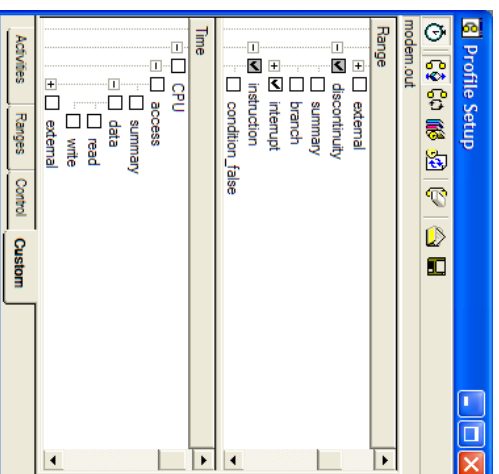 Profile Setup
modem.out
Range
external
discontinuity
summary
branch
interrupt
instruction
condition_false
Time
CPU
access
summary
data
read
write
external
Activities Ranges Control Custom